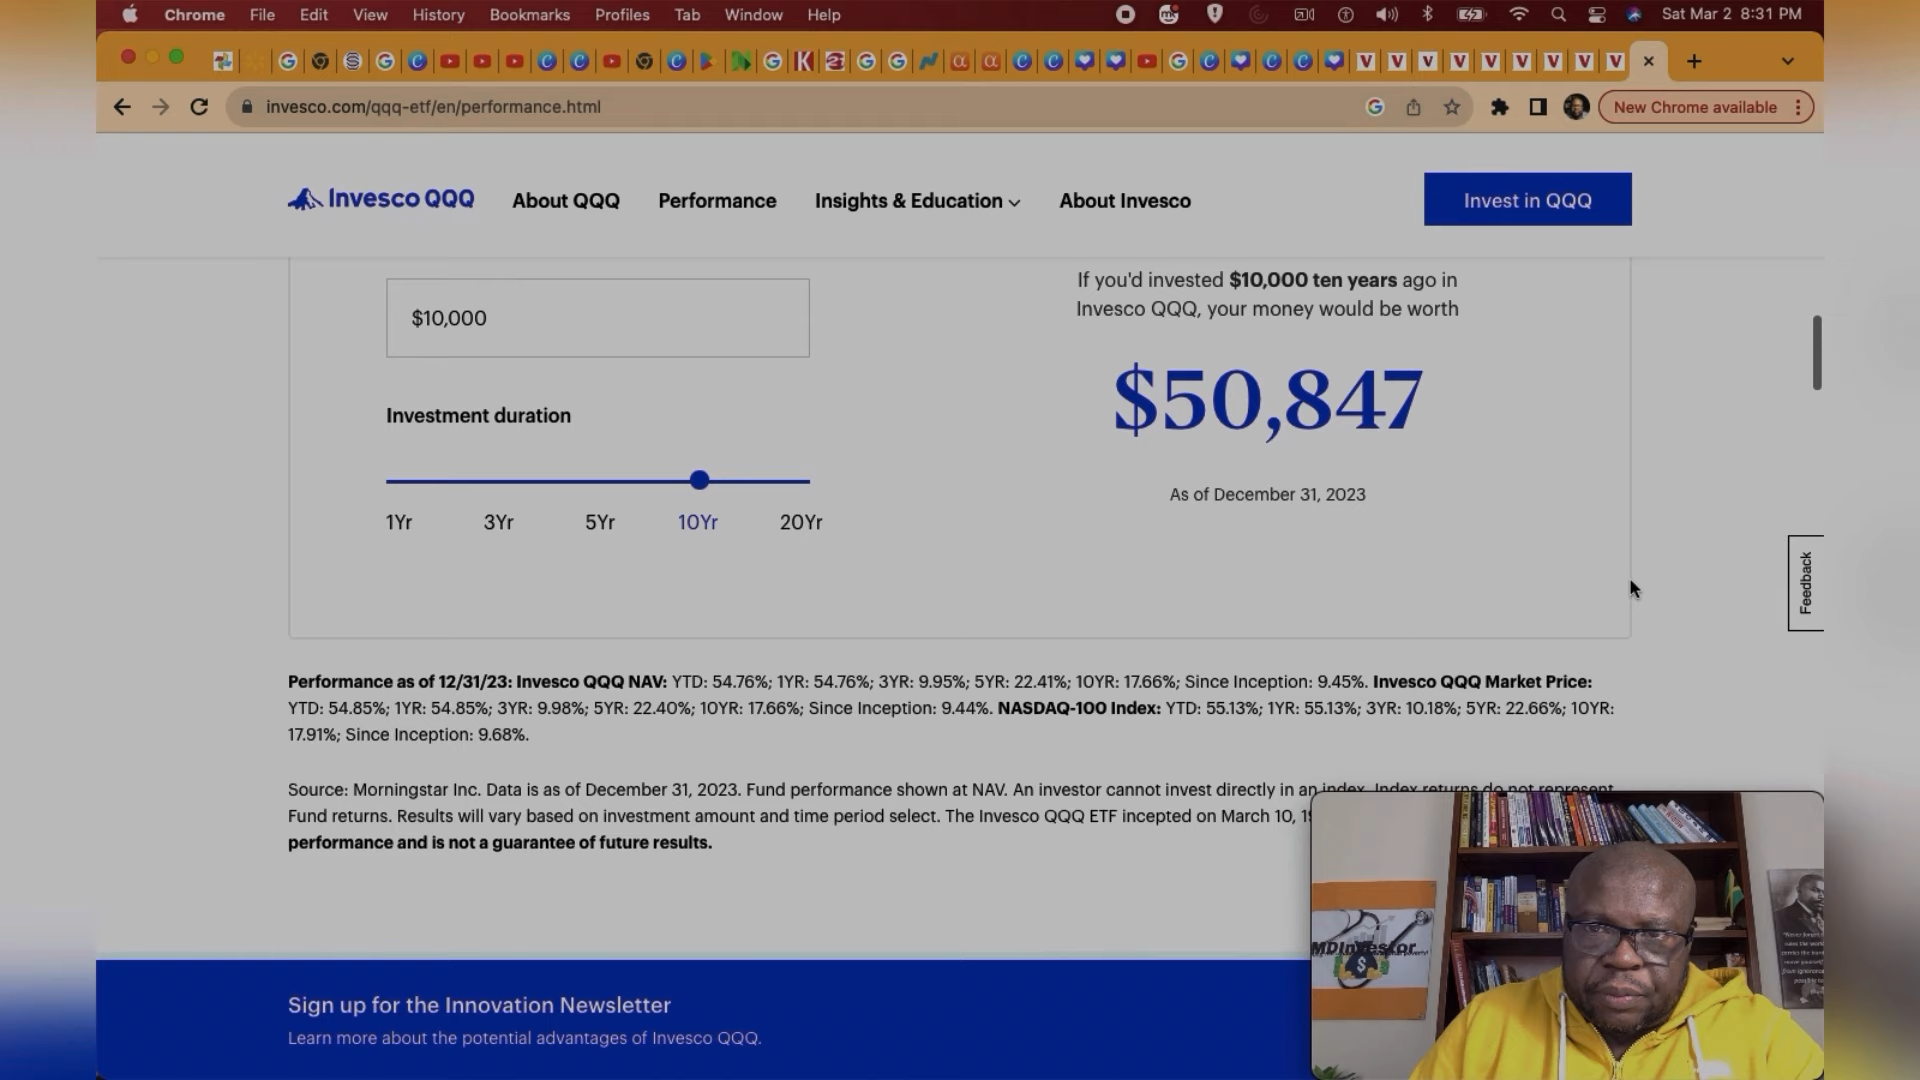 Chrome File Edit View History Bookmarks Profiles Tab Window Help Sat Mar 2 8:31 PM
invesco.com/qqq-etf/en/performance.html New Chrome available
Invesco QQQ About QQQ Performance Insights & Education About Invesco Invest in QQQ
$10,000
If you'd invested $10,000 ten years ago in
Invesco QQQ, your money would be worth
$50,847
Investment duration
As of December 31, 2023
1Yr 3Yr 5Yr 10Yr 20Yr
Feedback
Performance as of 12/31/23: Invesco QQQ NAV: YTD: 54.76%; 1YR: 54.76%; 3YR: 9.95%; 5YR: 22.41%; 10YR: 17.66%; Since Inception: 9.45%. Invesco QQQ Market Price:
YTD: 54.85%; 1YR: 54.85%; 3YR: 9.98%; 5YR: 22.40%; 10YR: 17.66%; Since Inception: 9.44%. NASDAQ-100 Index: YTD: 55.13%; 1YR: 55.13%; 3YR: 10.18%; 5YR: 22.66%; 10YR:
17.91%; Since Inception: 9.68%.
Source: Morningstar Inc. Data is as of December 31, 2023. Fund performance shown at NAV. An investor cannot invest directly in an index. Index returns do not represent
Fund returns. Results will vary based on investment amount and time period select. The Invesco QQQ ETF incepted on March 10,
performance and is not a guarantee of future results.
MDInvestor
Sign up for the Innovation Newsletter
Learn more about the potential advantages of Invesco QQQ.